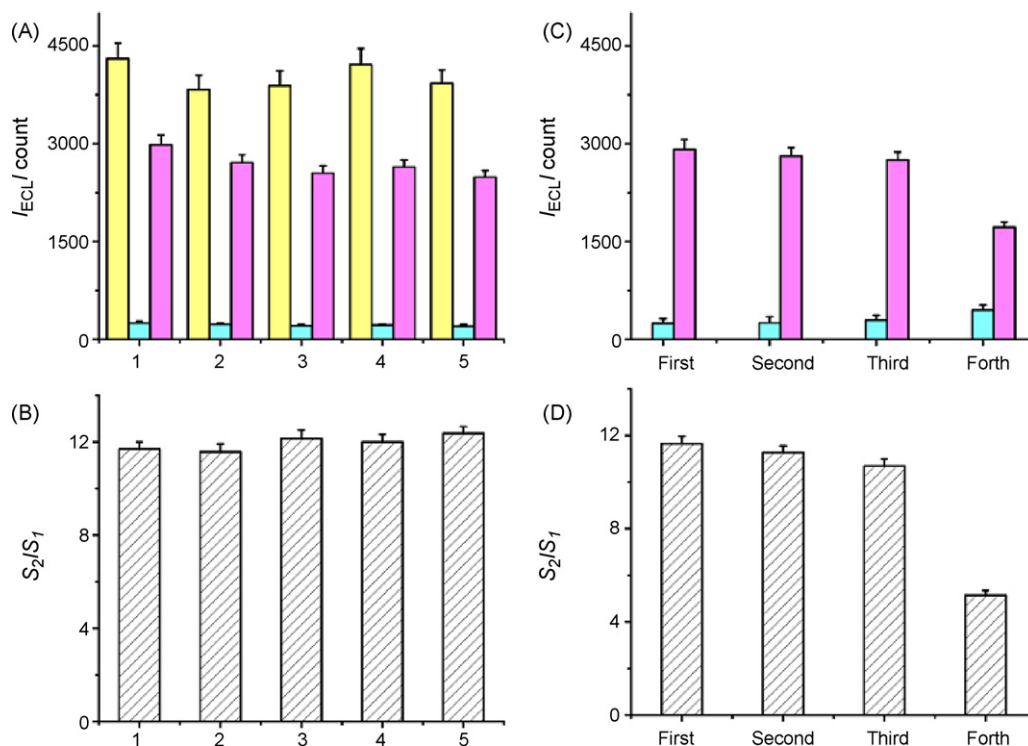 (A)
I_ECL/ count
4500
3000
1500
0
1 2 3 4 5
(C)
I_ECL/ count
4500
3000
1500
0
First Second Third Forth
(B)
S₂/S₁
12
8
4
0
1 2 3 4 5
(D)
S₂/S₁
12
8
4
0
First Second Third Forth